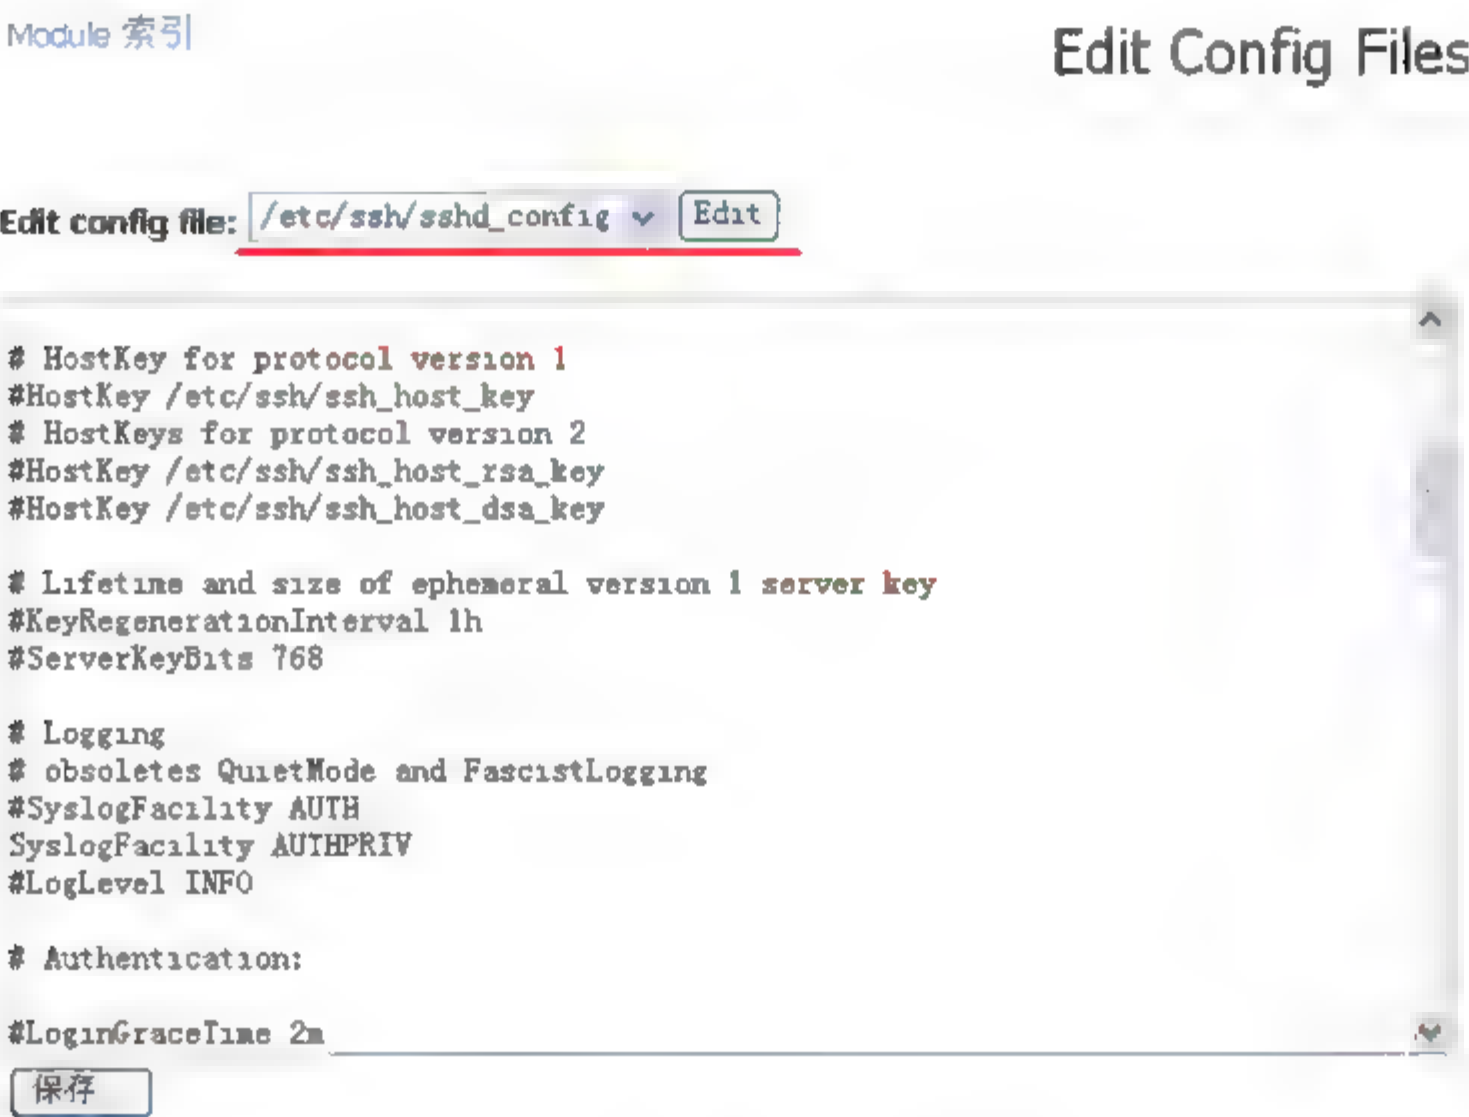 Module 索引
Edit Config Files
Edit config file: /etc/ssh/sshd_config Edit
# HostKey for protocol version 1
#HostKey /etc/ssh/ssh_host_key
# HostKeys for protocol version 2
#HostKey /etc/ssh/ssh_host_rsa_key
#HostKey /etc/ssh/ssh_host_dsa_key
# Lifetime and size of ephemeral version 1 server key
#KeyRegenerationInterval 1h
#ServerKeyBits 768
# Logging
# obsoletes QuietMode and FascistLogging
#SyslogFacility AUTH
SyslogFacility AUTHPRIV
#LogLevel INFO
# Authentication:
#LoginGraceTime 2m
保存